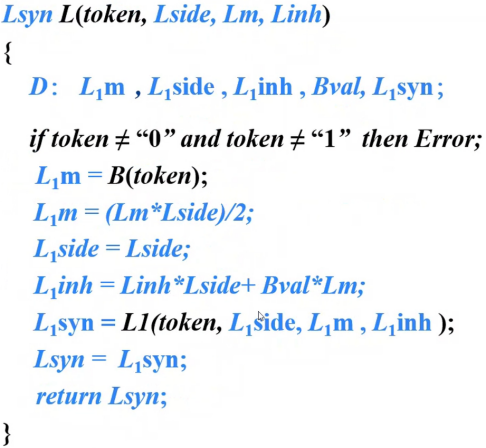 Lsyn L(token, Lside, Lm, Linh)
{
D: L₁m , L₁side , L₁inh , Bval, L₁syn ;
if token ≠ “0” and token ≠ “1” then Error;
L₁m = B(token);
L₁m = (Lm*Lside)/2;
L₁side = Lside;
L₁inh = Linh*Lside+ Bval*Lm;
L₁syn = L1(token, L₁side, L₁m , L₁inh );
Lsyn = L₁syn;
return Lsyn;
}